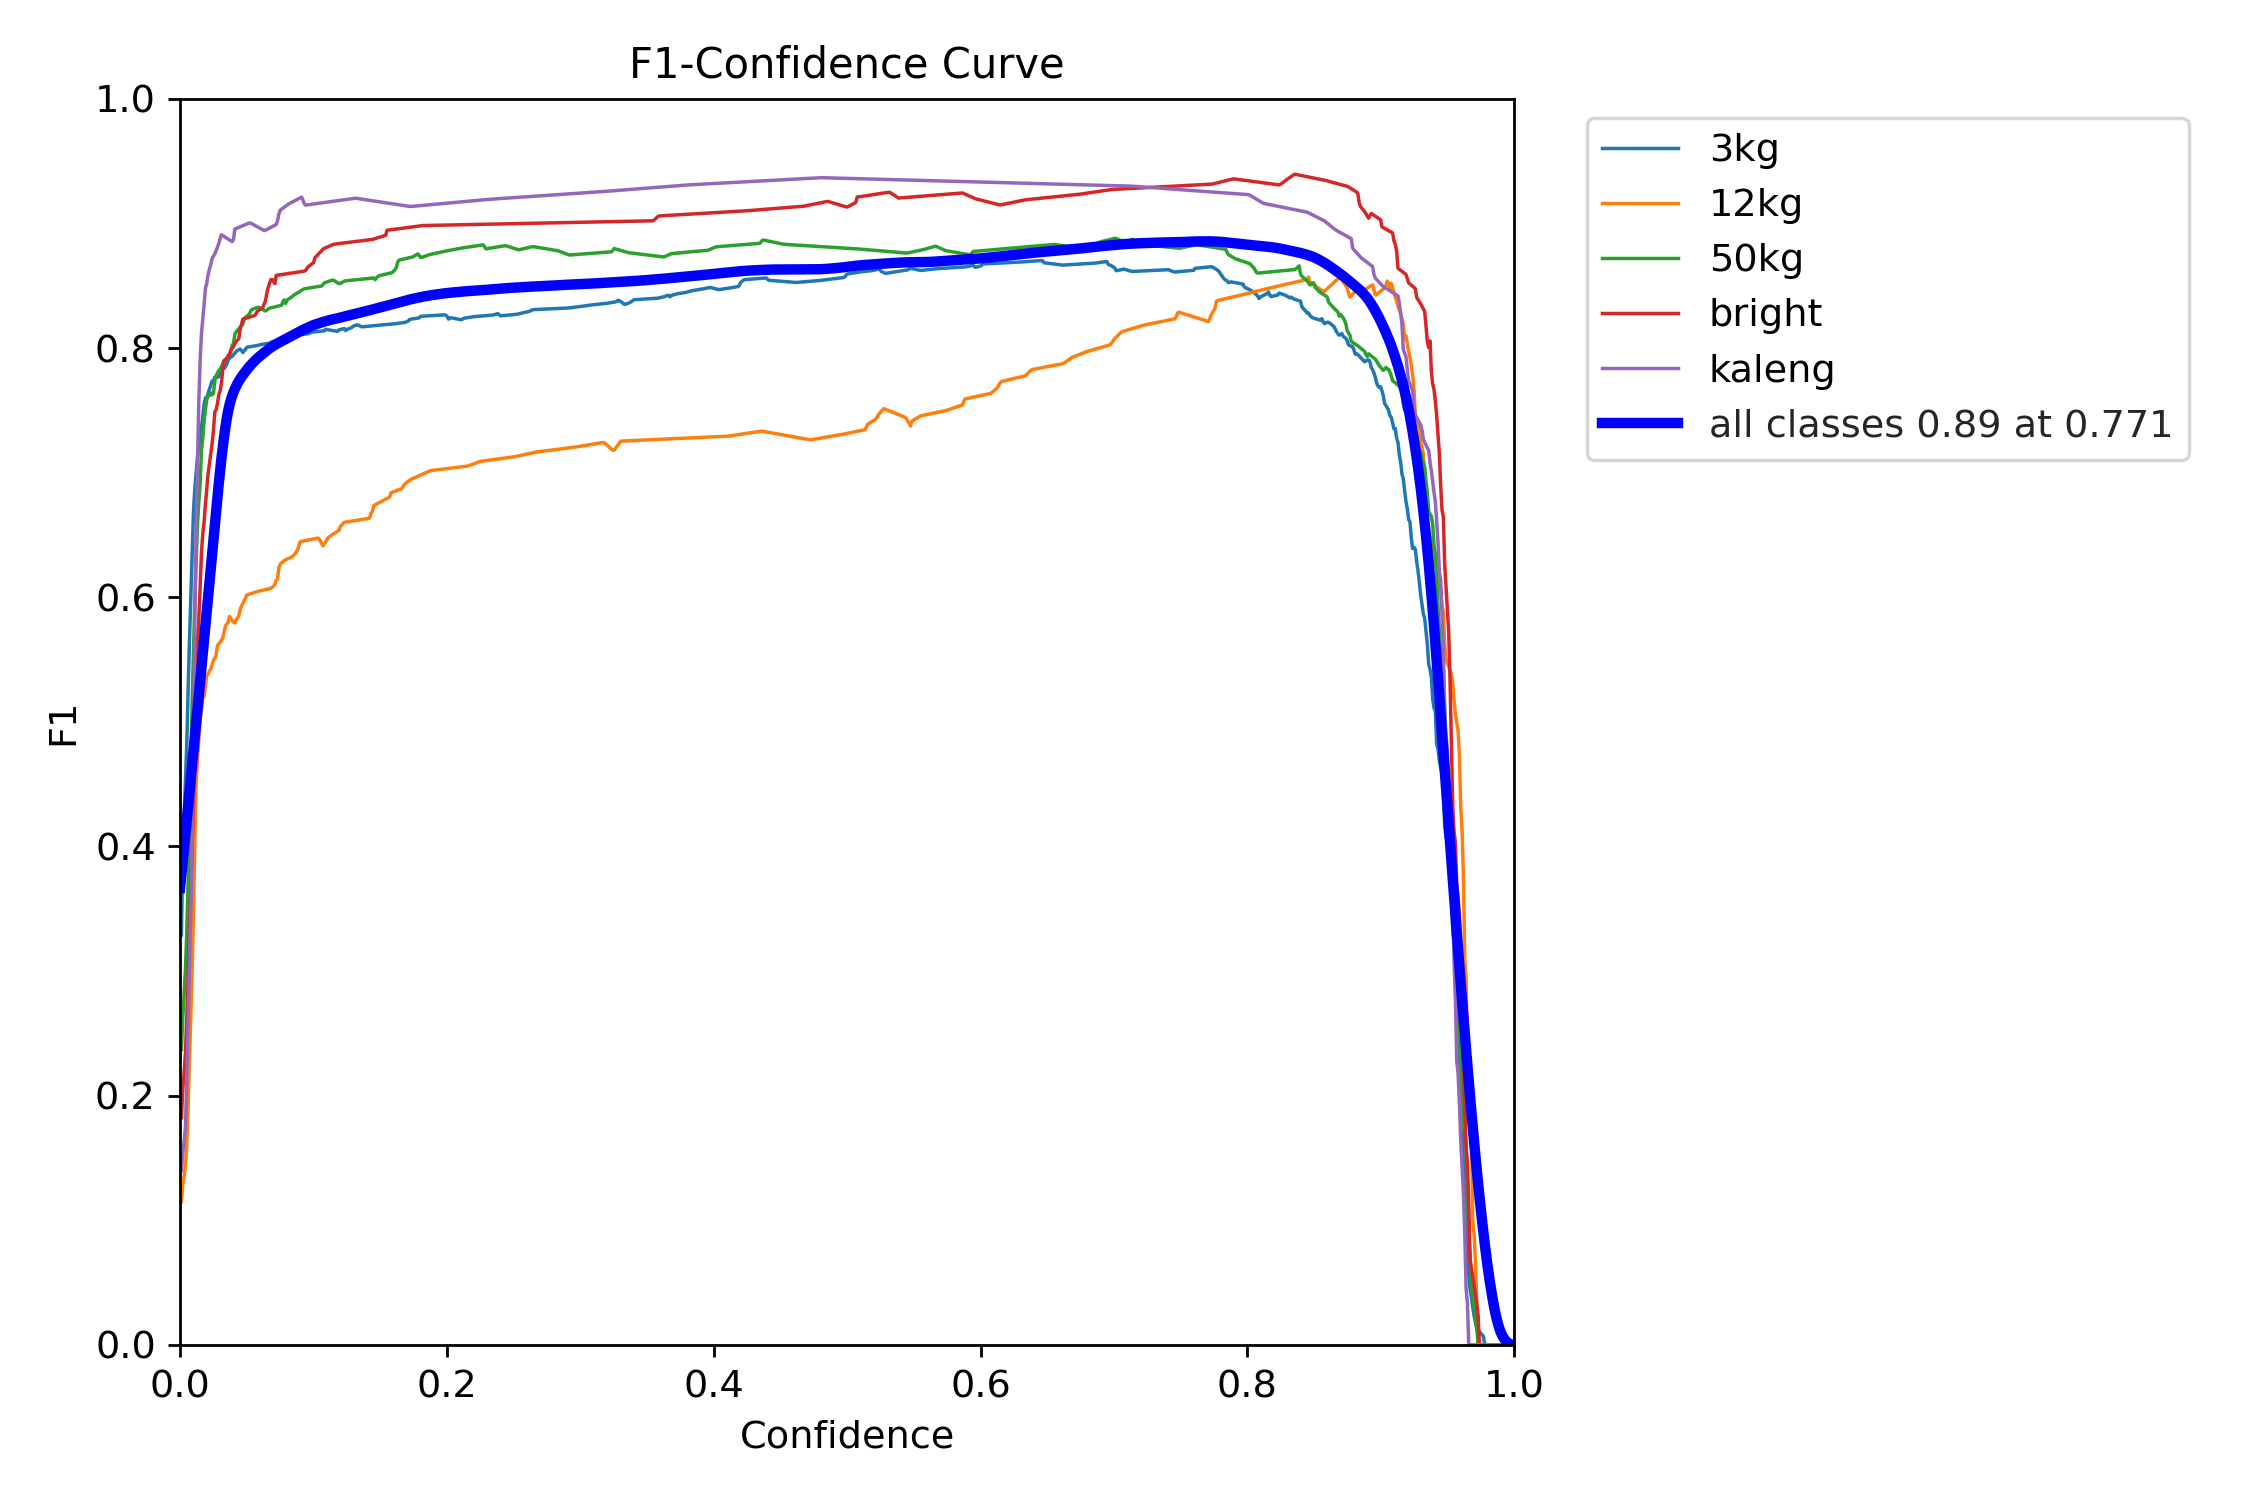 F1-Confidence Curve
1.0
0.8
0.6
0.4
0.2
0.0
F1
0.0 0.2 0.4 0.6 0.8 1.0
Confidence
3kg
12kg
50kg
bright
kaleng
all classes 0.89 at 0.771